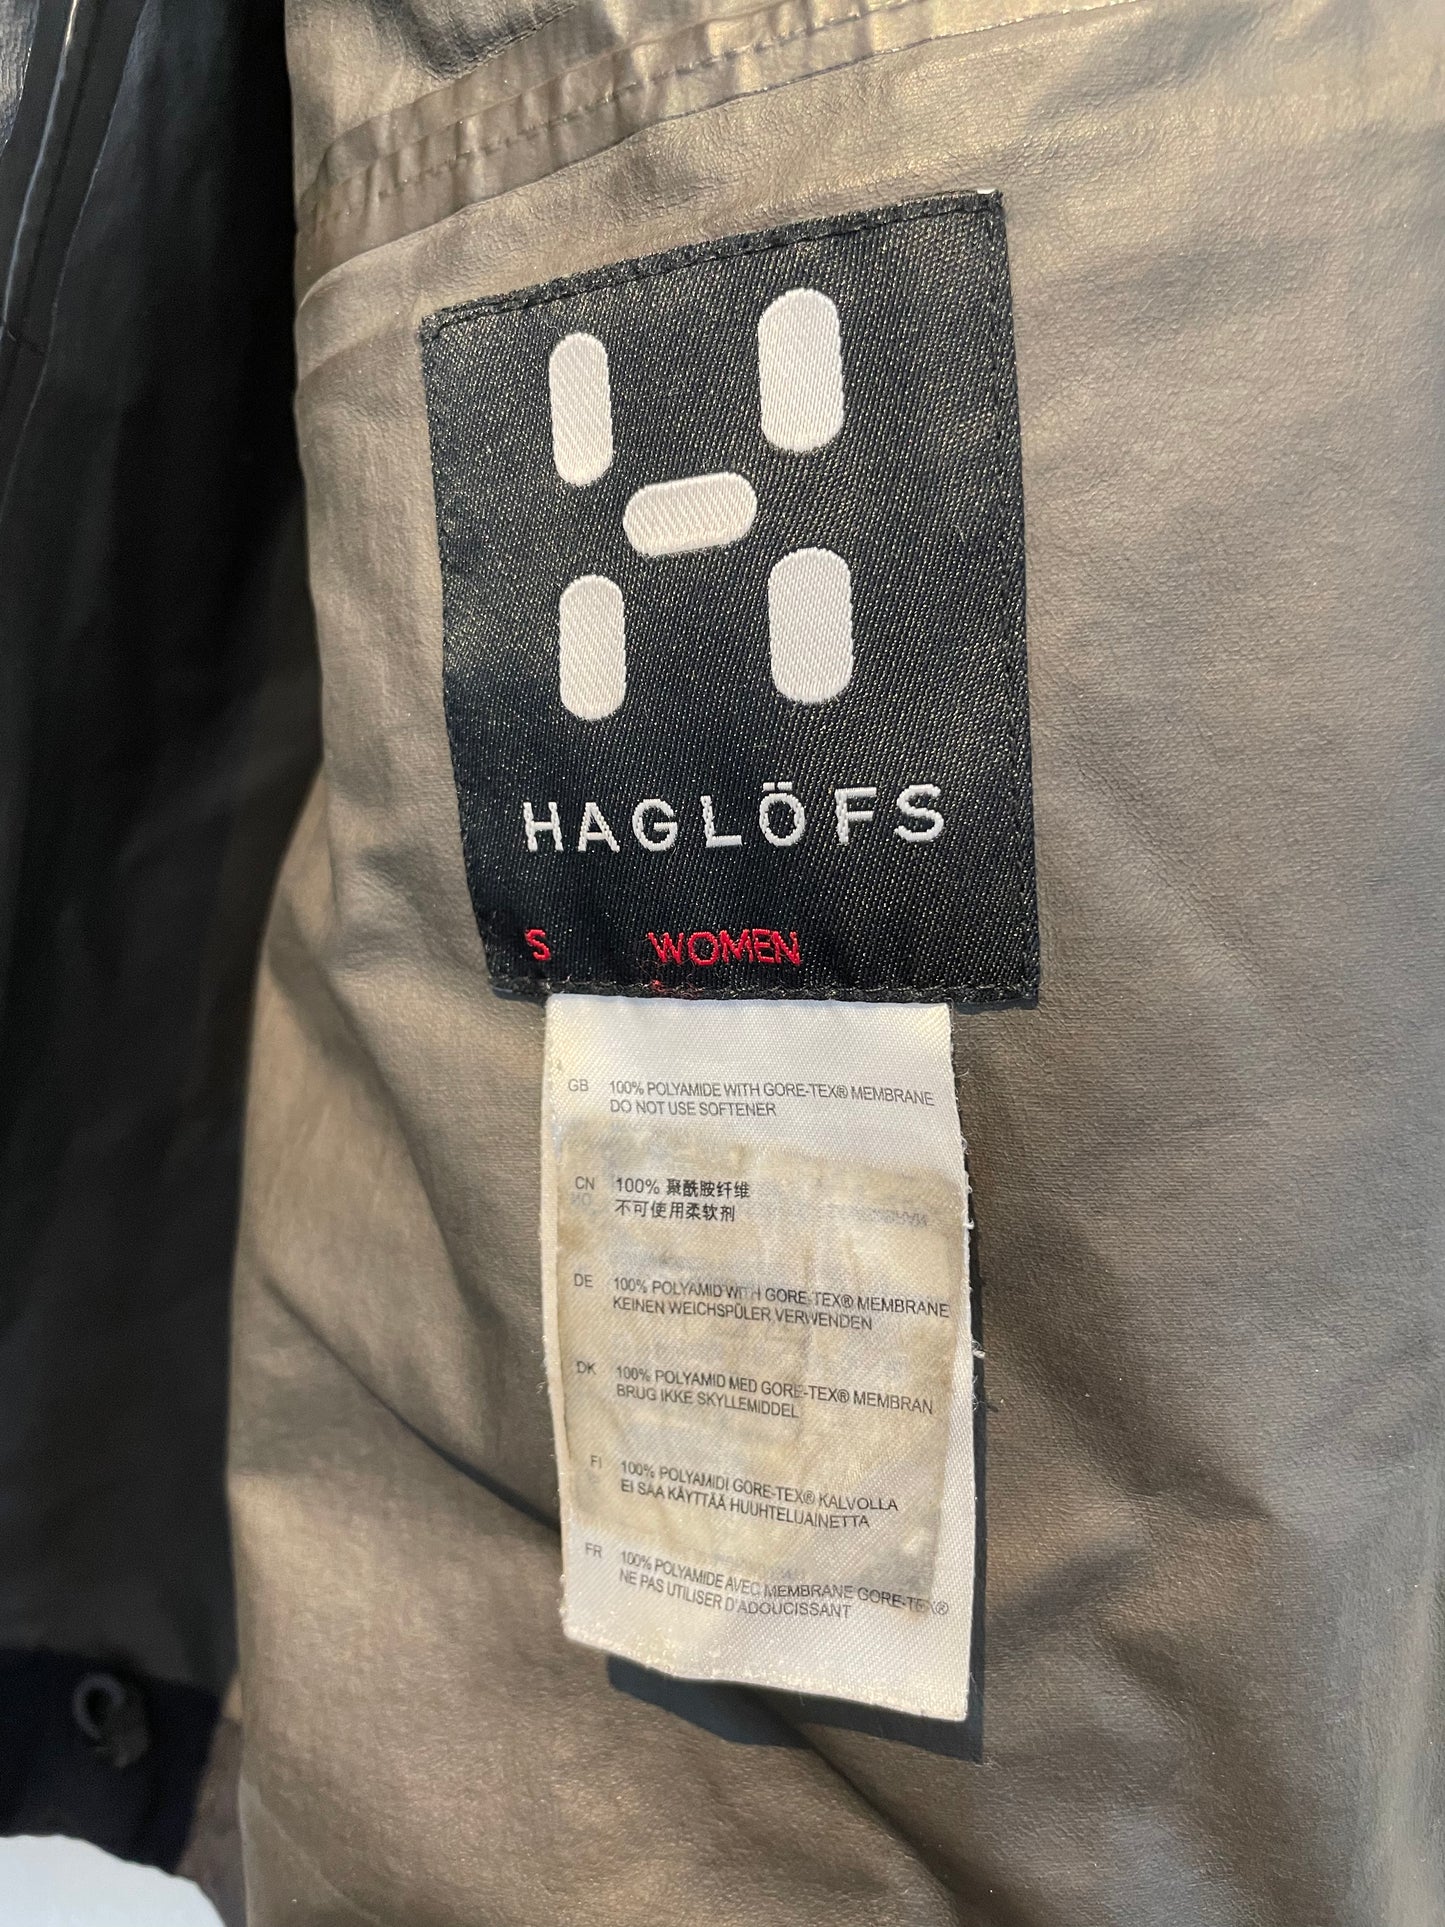 HAGLÖFS
S WOMEN
GB 100% POLYAMIDE WITH GORE-TEX® MEMBRANE
DO NOT USE SOFTENER
CN 100% 聚酰胺纤维
不可使用柔软剂
DE 100% POLYAMID WITH GORE-TEX® MEMBRANE
KEINEN WEICHSPÜLER VERWENDEN
DK 100% POLYAMID MED GORE-TEX® MEMBRAN
BRUG IKKE SKYLLEMIDDEL
FI 100% POLYAMIDI GORE-TEX® KALVOLLA
EI SAA KÄYTTÄÄ HUUHTELUAINETTA
FR 100% POLYAMIDE AVEC MEMBRANE GORE-TEX®
NE PAS UTILISER D'ADOUCISSANT